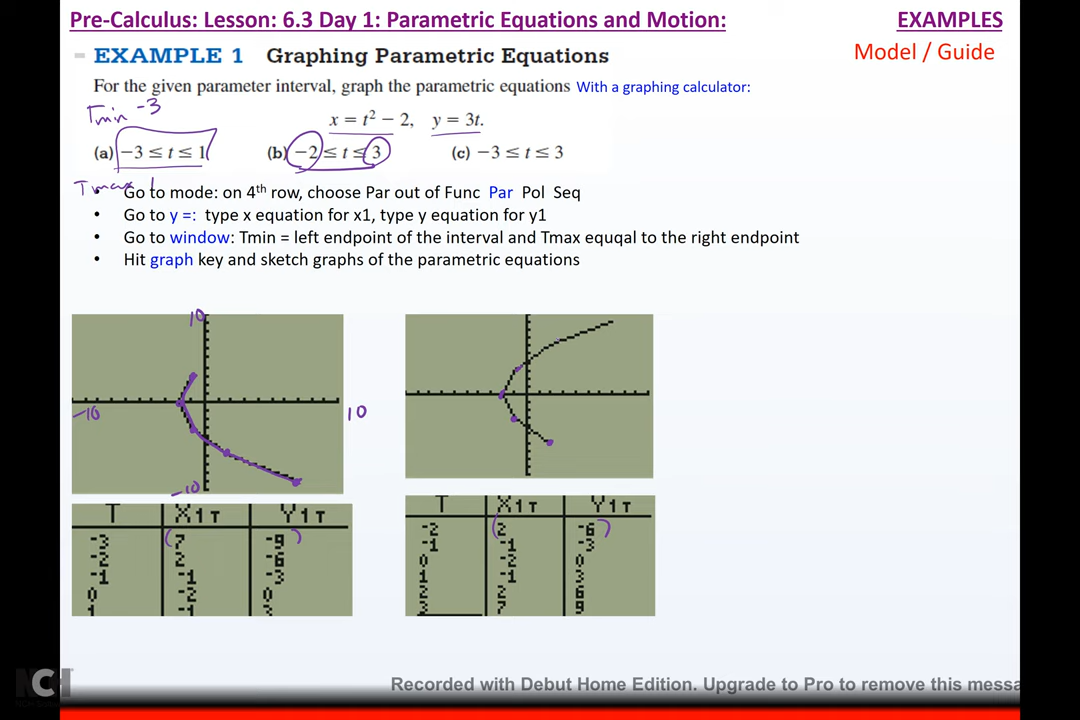 Pre-Calculus: Lesson: 6.3 Day 1: Parametric Equations and Motion: EXAMPLES
Model / Guide
EXAMPLE 1 Graphing Parametric Equations
For the given parameter interval, graph the parametric equations With a graphing calculator:
Tmin -3
x = t² − 2, y = 3t.
(a) −3 ≤ t ≤ 1 (b) −2 ≤ t ≤ 3 (c) −3 ≤ t ≤ 3
Tmax 1
• Go to mode: on 4th row, choose Par out of Func Par Pol Seq
• Go to y =: type x equation for x1, type y equation for y1
• Go to window: Tmin = left endpoint of the interval and Tmax equqal to the right endpoint
• Hit graph key and sketch graphs of the parametric equations
10
-10 10
-10
T X1T Y1T
-3 (7 -9)
-2 2 -6
-1 -1 -3
0 -2 0
1 -1 3
T X1T Y1T
-2 (2 -6)
-1 -1 -3
0 -2 0
1 -1 3
2 2 6
3 7 9
NCH
Recorded with Debut Home Edition. Upgrade to Pro to remove this messa